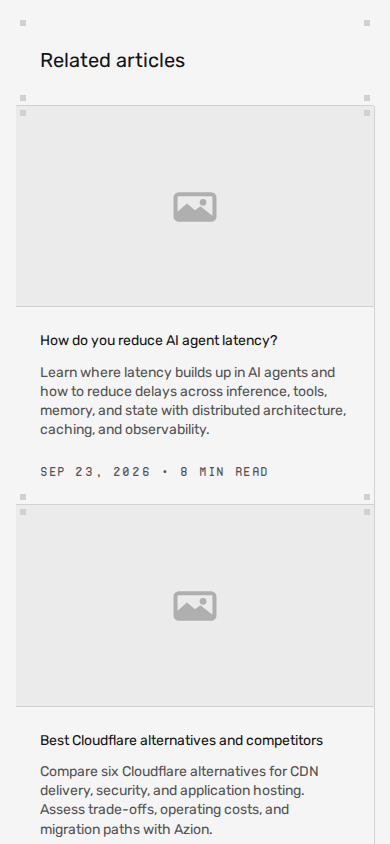 Related articles
How do you reduce AI agent latency?
Learn where latency builds up in AI agents and
how to reduce delays across inference, tools,
memory, and state with distributed architecture,
caching, and observability.
SEP 23, 2026 • 8 MIN READ
Best Cloudflare alternatives and competitors
Compare six Cloudflare alternatives for CDN
delivery, security, and application hosting.
Assess trade-offs, operating costs, and
migration paths with Azion.